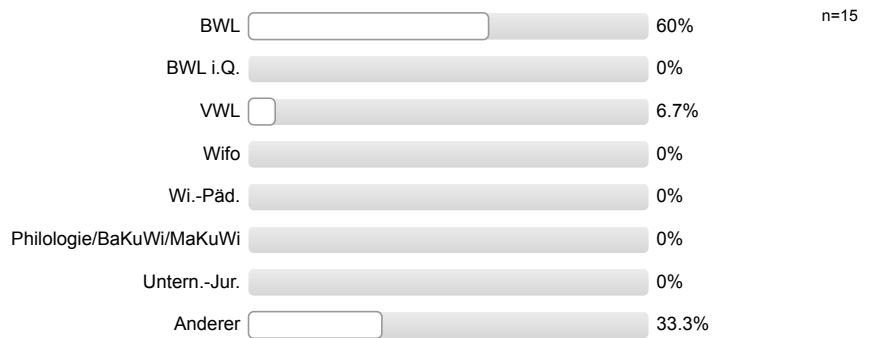 BWL 60% n=15
BWL i.Q. 0%
VWL 6.7%
Wifo 0%
Wi.-Päd. 0%
Philologie/BaKuWi/MaKuWi 0%
Untern.-Jur. 0%
Anderer 33.3%